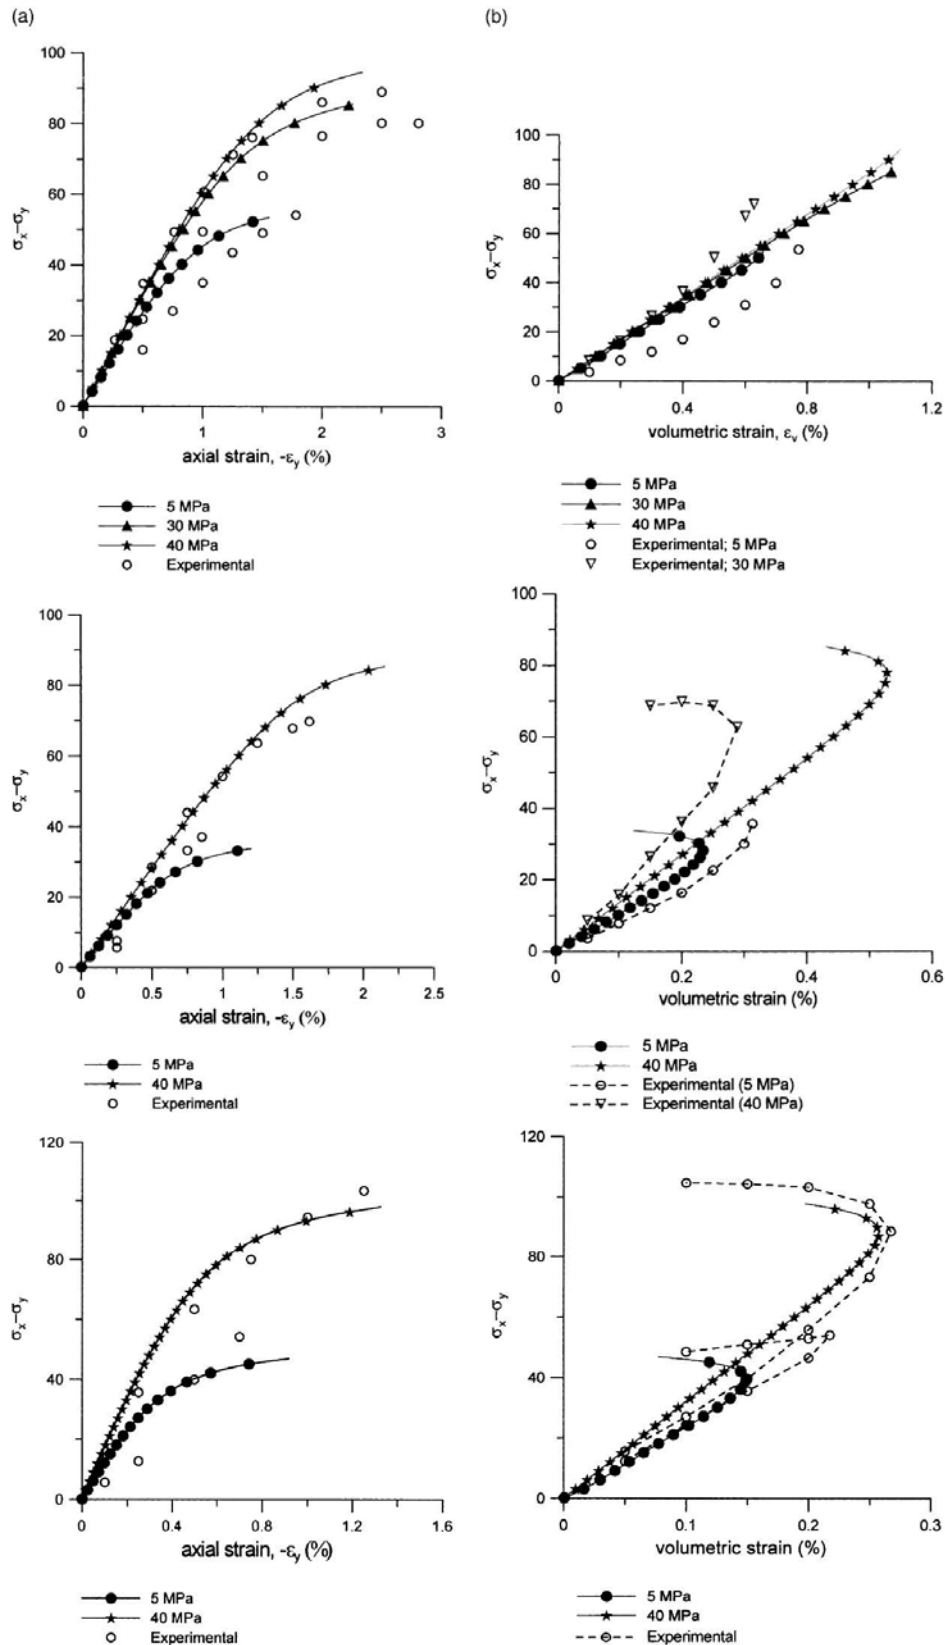 (a)
(b)
100
80
60
40
20
0
σx–σy
0
1
2
3
axial strain, -εy (%)
5 MPa
30 MPa
40 MPa
Experimental
100
80
60
40
20
0
σx–σy
0
0.4
0.8
1.2
volumetric strain, εv (%)
5 MPa
30 MPa
40 MPa
Experimental; 5 MPa
Experimental; 30 MPa
100
80
60
40
20
0
σx–σy
0
0.5
1
1.5
2
2.5
axial strain, -εy (%)
5 MPa
40 MPa
Experimental
100
80
60
40
20
0
σx–σy
0
0.2
0.4
0.6
volumetric strain (%)
5 MPa
40 MPa
Experimental (5 MPa)
Experimental (40 MPa)
120
80
40
0
σx–σy
0
0.4
0.8
1.2
1.6
axial strain, -εy (%)
5 MPa
40 MPa
Experimental
120
80
40
0
σx–σy
0
0.1
0.2
0.3
volumetric strain (%)
5 MPa
40 MPa
Experimental